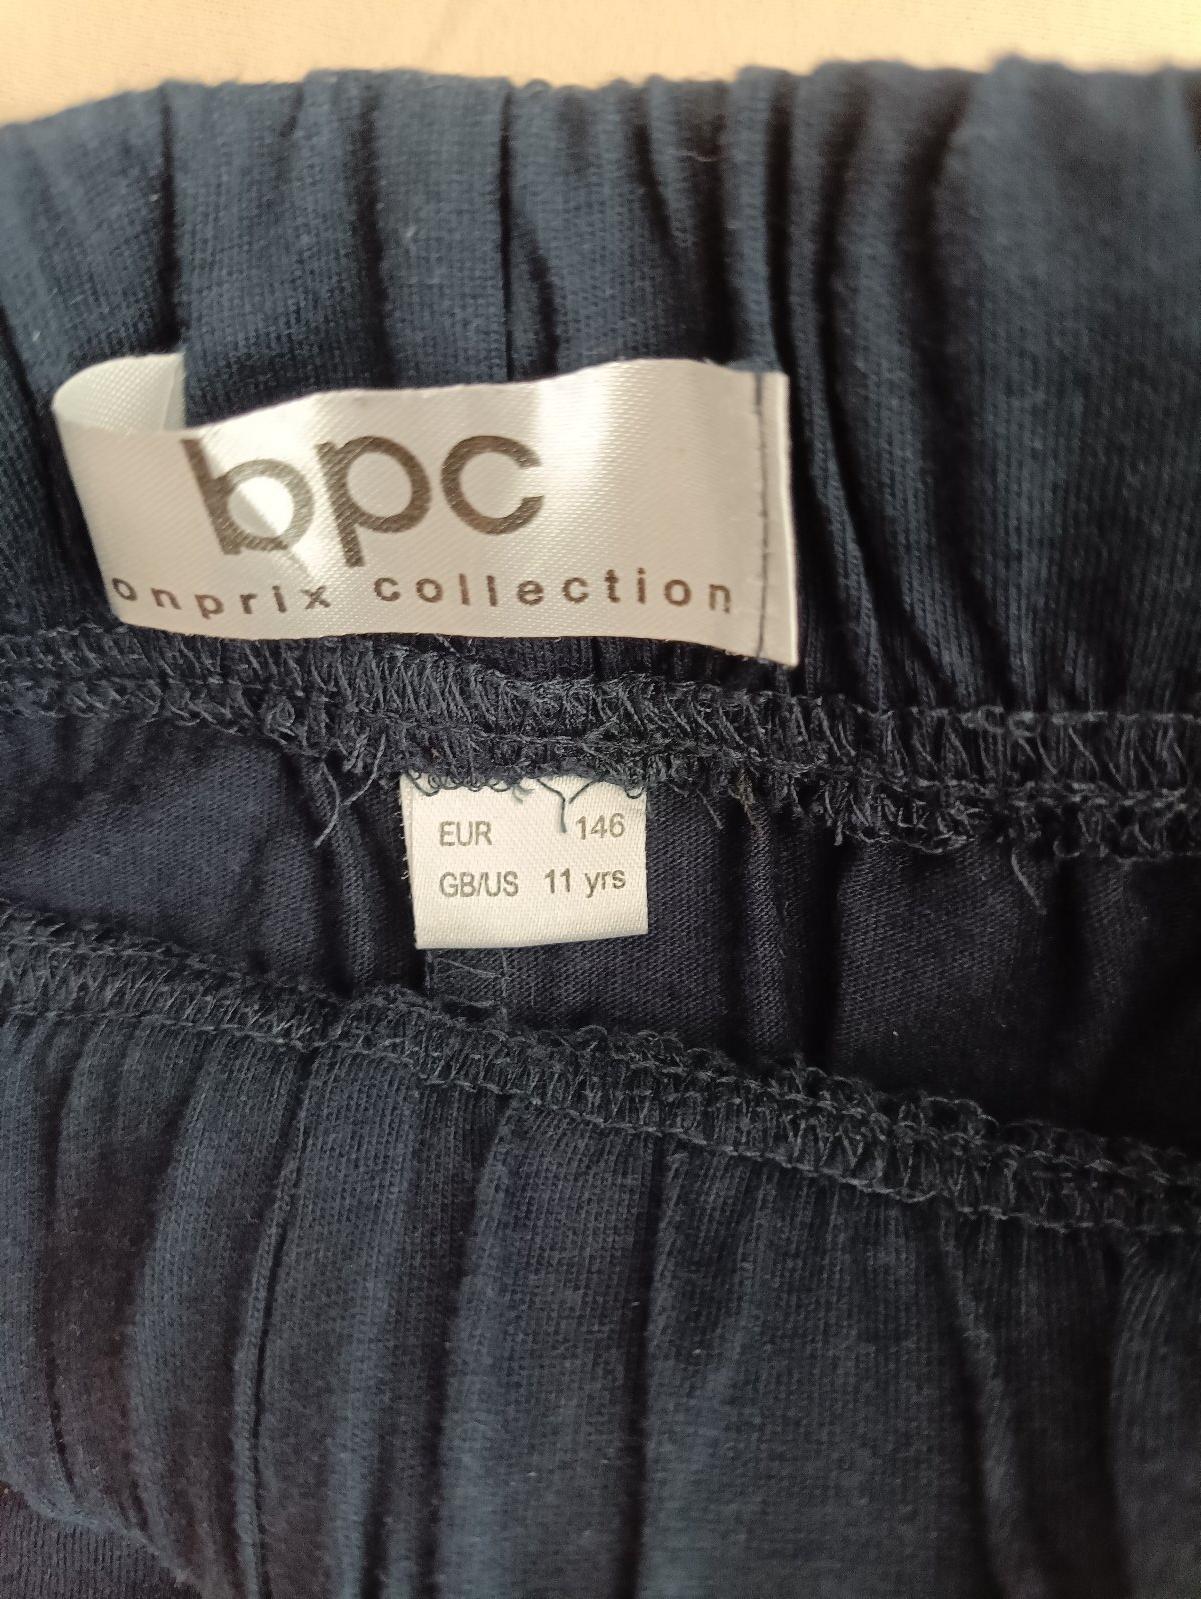 bpc
onprix collection
EUR 146
GB/US 11 yrs